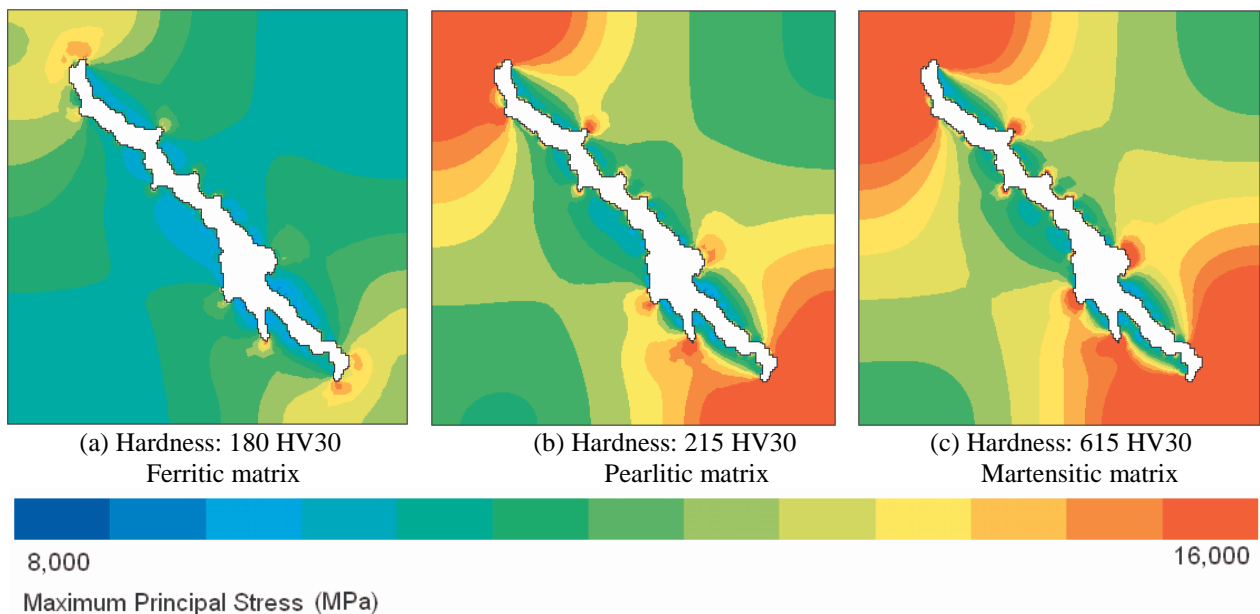 (a) Hardness: 180 HV30
Ferritic matrix
(b) Hardness: 215 HV30
Pearlitic matrix
(c) Hardness: 615 HV30
Martensitic matrix
8,000
16,000
Maximum Principal Stress (MPa)